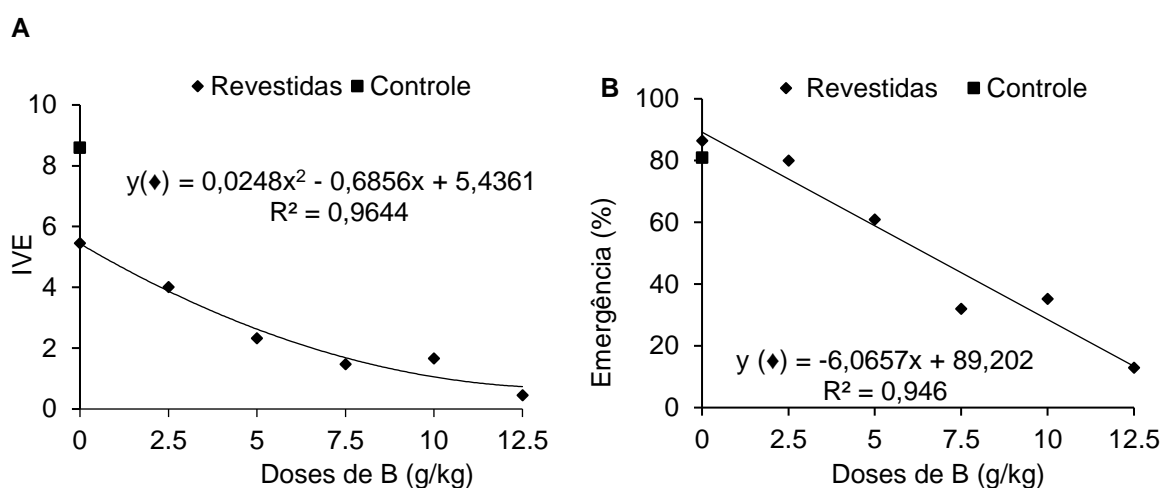 A
♦ Revestidas ■ Controle
10
8
6
4
2
0
IVE
y(♦) = 0,0248x² - 0,6856x + 5,4361
R² = 0,9644
0 2.5 5 7.5 10 12.5
Doses de B (g/kg)
B
♦ Revestidas ■ Controle
100
80
60
40
20
0
Emergência (%)
y (♦) = -6,0657x + 89,202
R² = 0,946
0 2.5 5 7.5 10 12.5
Doses de B (g/kg)